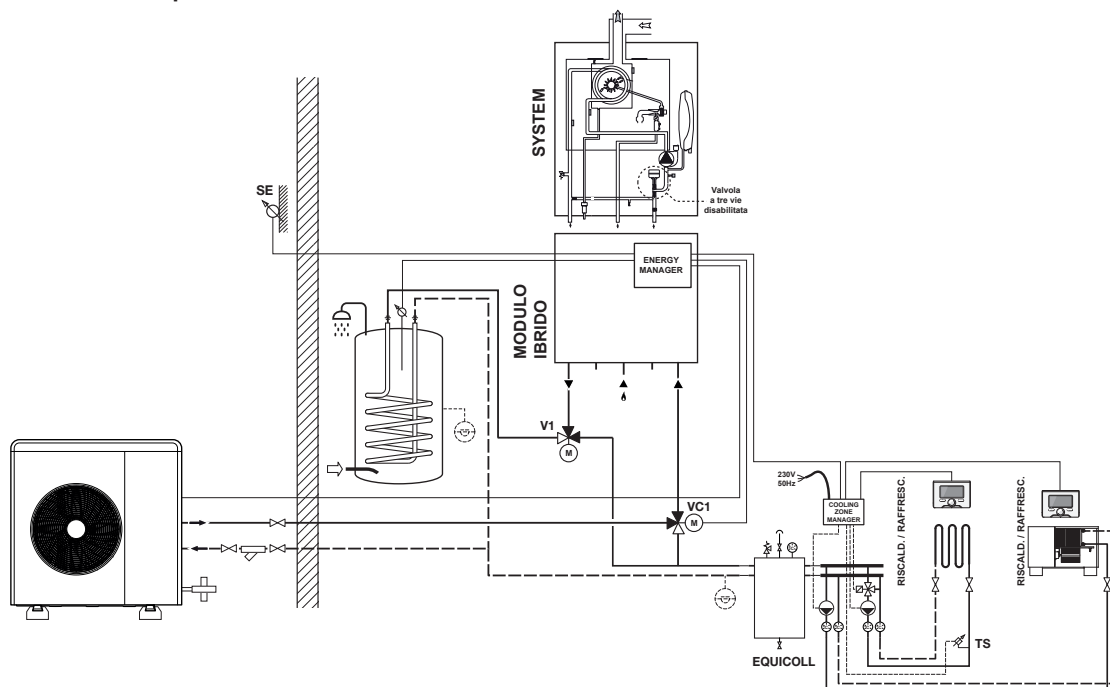 SYSTEM
Valvola
a tre vie
disabilitata
SE
ENERGY
MANAGER
MODULO
IBRIDO
V1
M
VC1
M
230V
50Hz
COOLING
ZONE
MANAGER
RISCALD. / RAFFRESC.
RISCALD. / RAFFRESC.
TS
EQUICOLL